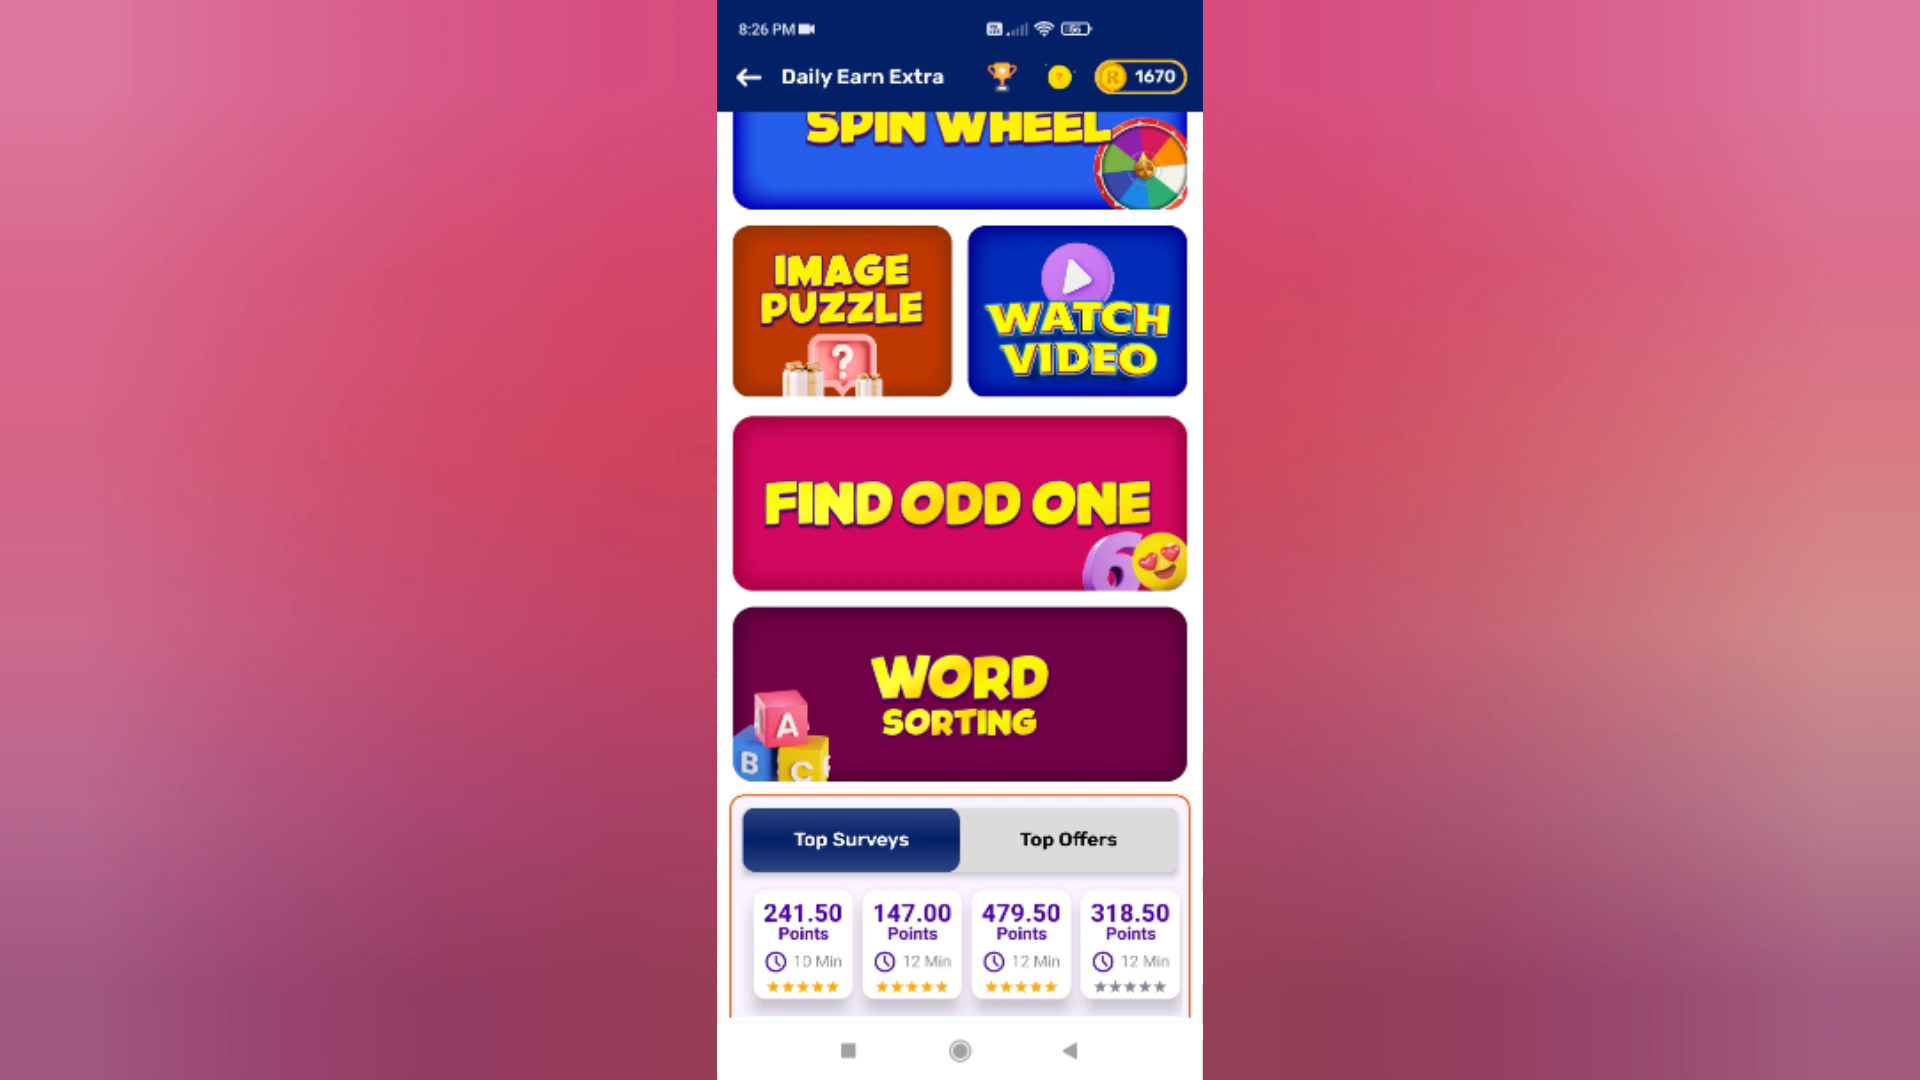 8:26 PM
Daily Earn Extra
R 1670
SPIN WHEEL
IMAGE
PUZZLE
?
WATCH
VIDEO
FIND ODD ONE
6
WORD
SORTING
A
B
C
Top Surveys
Top Offers
241.50
Points
10 Min
147.00
Points
12 Min
479.50
Points
12 Min
318.50
Points
12 Min